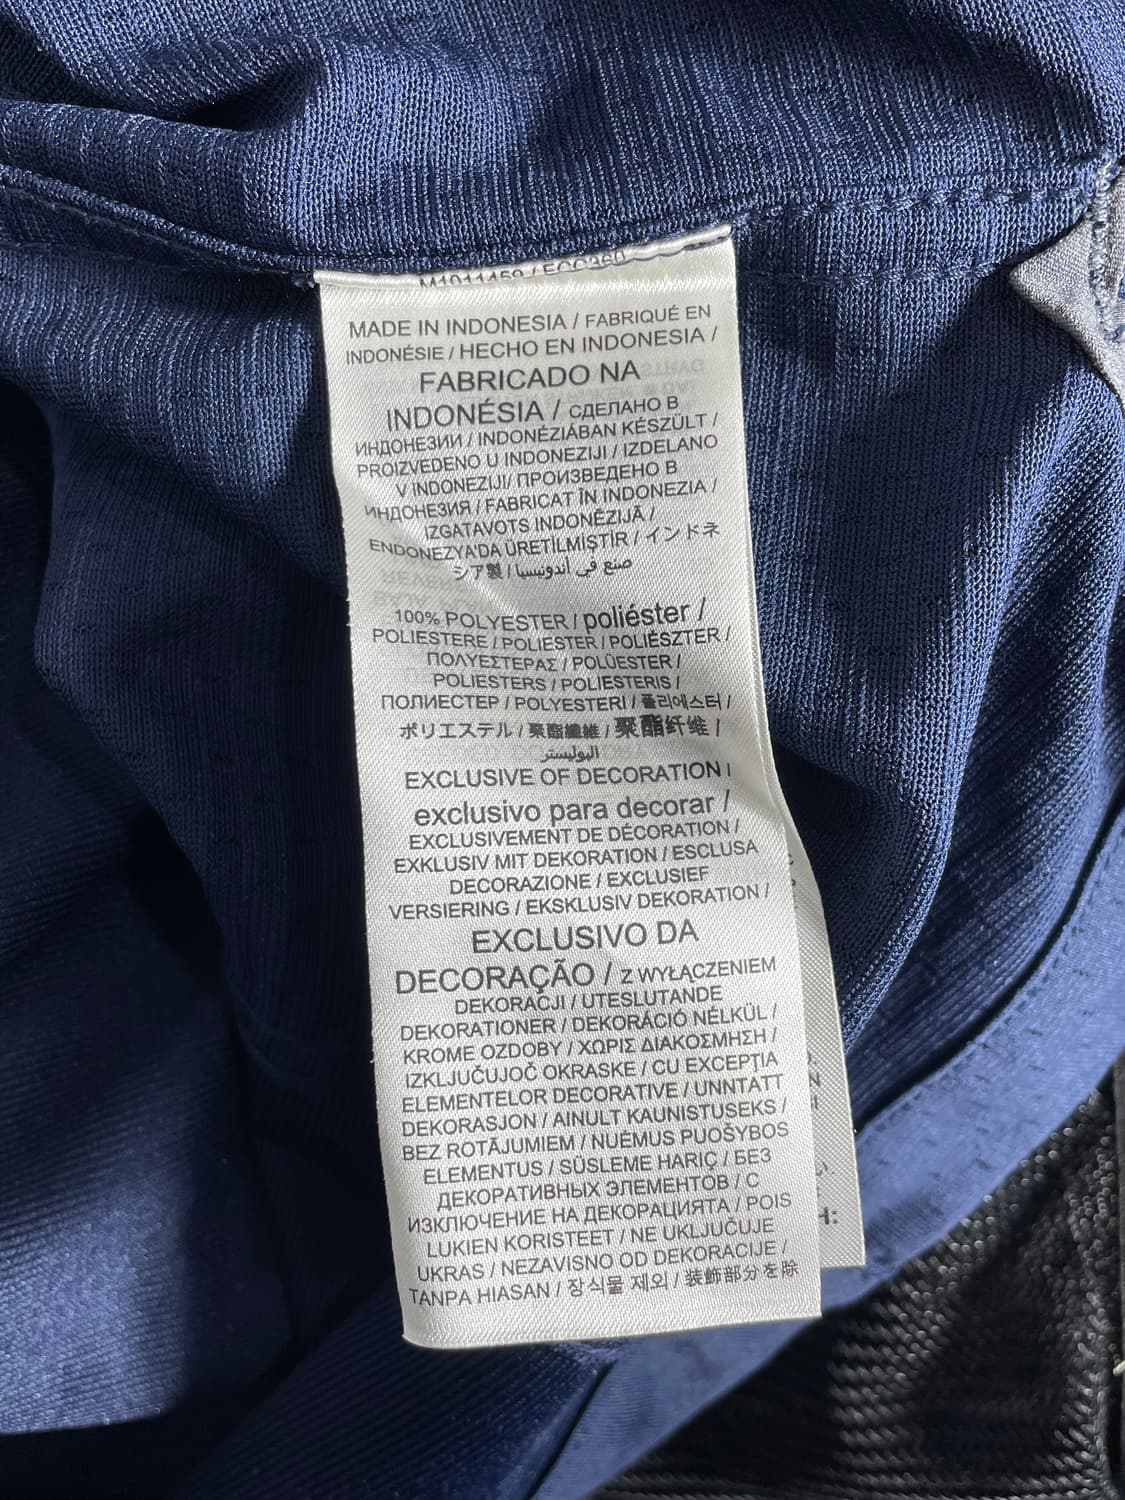 MADE IN INDONESIA / FABRIQUÉ EN
INDONÉSIE / HECHO EN INDONESIA /
FABRICADO NA
INDONÉSIA / СДЕЛАНО В
ИНДОНЕЗИИ / INDONÉZIÁBAN KÉSZÜLT /
PROIZVEDENO U INDONEZIJI / IZDELANO
V INDONEZIJI/ ПРОИЗВЕДЕНО В
ИНДОНЕЗИЯ / FABRICAT ÎN INDONEZIA /
IZGATAVOTS INDONĒZIJĀ /
ENDONEZYA'DA ÜRETİLMİŞTİR / インドネ
シア製 / صنع في أندونيسيا
100% POLYESTER / poliéster /
POLIESTERE / POLIESTER / POLIÉSZTER /
ΠΟΛΥΕΣΤΕΡΑΣ / POLÜESTER /
POLIESTERS / POLIESTERIS /
ПОЛИЕСТЕР / POLYESTERI / 폴리에스터 /
ポリエステル / 聚酯纖維 / 聚酯纤维 /
البوليستر
EXCLUSIVE OF DECORATION /
exclusivo para decorar /
EXCLUSIVEMENT DE DÉCORATION /
EXKLUSIV MIT DEKORATION / ESCLUSA
DECORAZIONE / EXCLUSIEF
VERSIERING / EKSKLUSIV DEKORATION /
EXCLUSIVO DA
DECORAÇÃO / Z WYŁĄCZENIEM
DEKORACJI / UTESLUTANDE
DEKORATIONER / DEKORÁCIÓ NÉLKÜL /
KROME OZDOBY / ΧΩΡΙΣ ΔΙΑΚΟΣΜΗΣΗ /
IZKLJUČUJOČ OKRASKE / CU EXCEPŢIA
ELEMENTELOR DECORATIVE / UNNTATT
DEKORASJON / AINULT KAUNISTUSEKS /
BEZ ROTĀJUMIEM / NUĖMUS PUOŠYBOS
ELEMENTUS / SÜSLEME HARIÇ / БЕЗ
ДЕКОРАТИВНЫХ ЭЛЕМЕНТОВ / С
ИЗКЛЮЧЕНИЕ НА ДЕКОРАЦИЯТА / POIS
LUKIEN KORISTEET / NE UKLJUČUJE
UKRAS / NEZAVISNO OD DEKORACIJE /
TANPA HIASAN / 장식물 제외 / 装飾部分を除